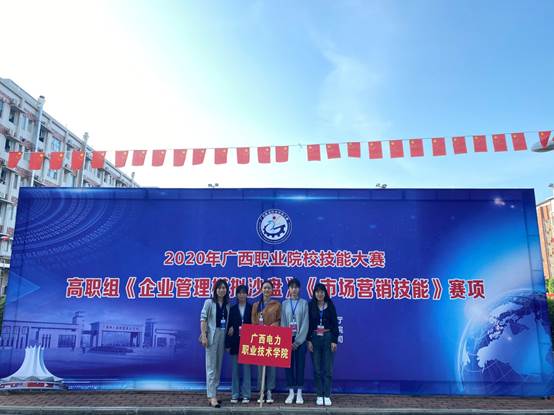 2020年广西职业院校技能大赛
高职组《企业管理模拟沙盘》《市场营销技能》赛项
广西电力
职业技术学院